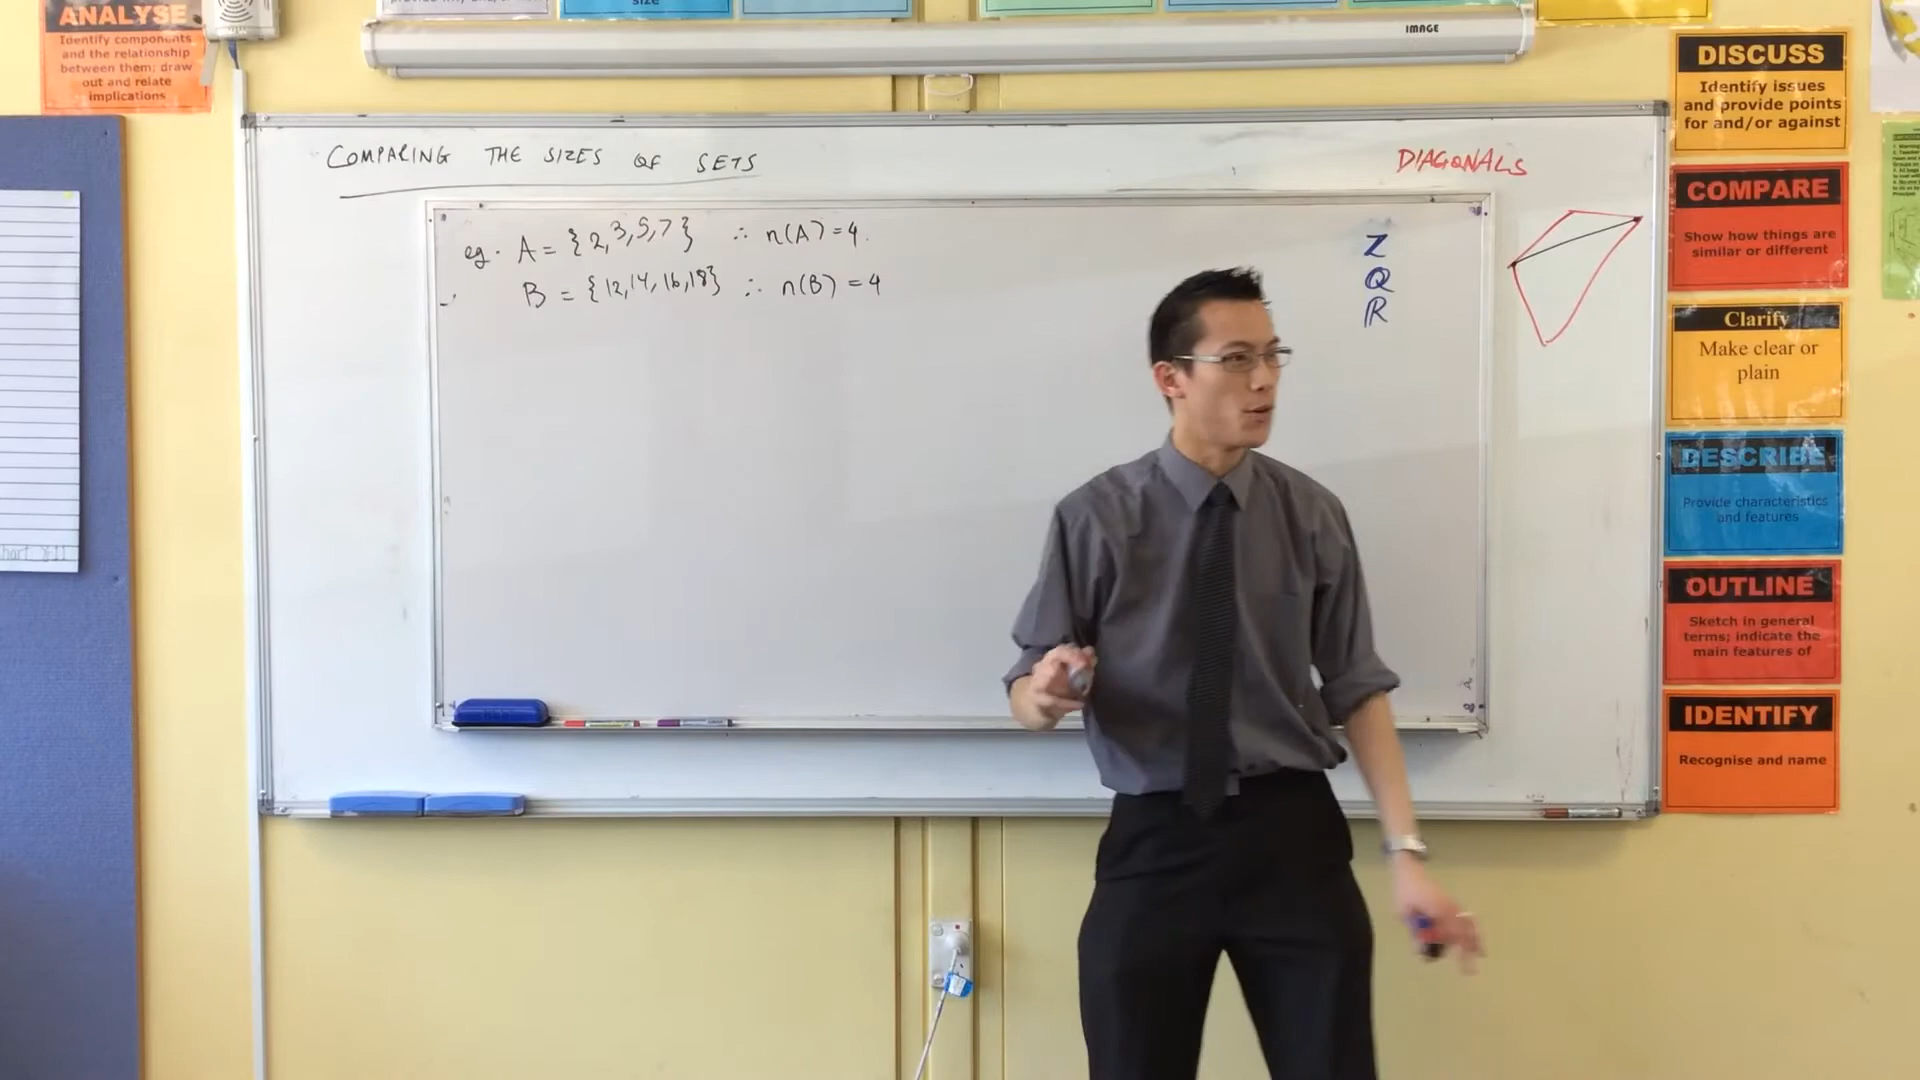 ANALYSE
Identify components
and the relationship
between them; draw
out and relate
implications
size
IMAGE
COMPARING THE SIZES OF SETS
DIAGONALS
eg. A = {2,3,5,7} ∴ n(A) = 4.
B = {12,14,16,18} ∴ n(B) = 4
Z
Q
R
DISCUSS
Identify issues
and provide points
for and/or against
COMPARE
Show how things are
similar or different
Clarify
Make clear or
plain
DESCRIBE
Provide characteristics
and features
OUTLINE
Sketch in general
terms; indicate the
main features of
IDENTIFY
Recognise and name